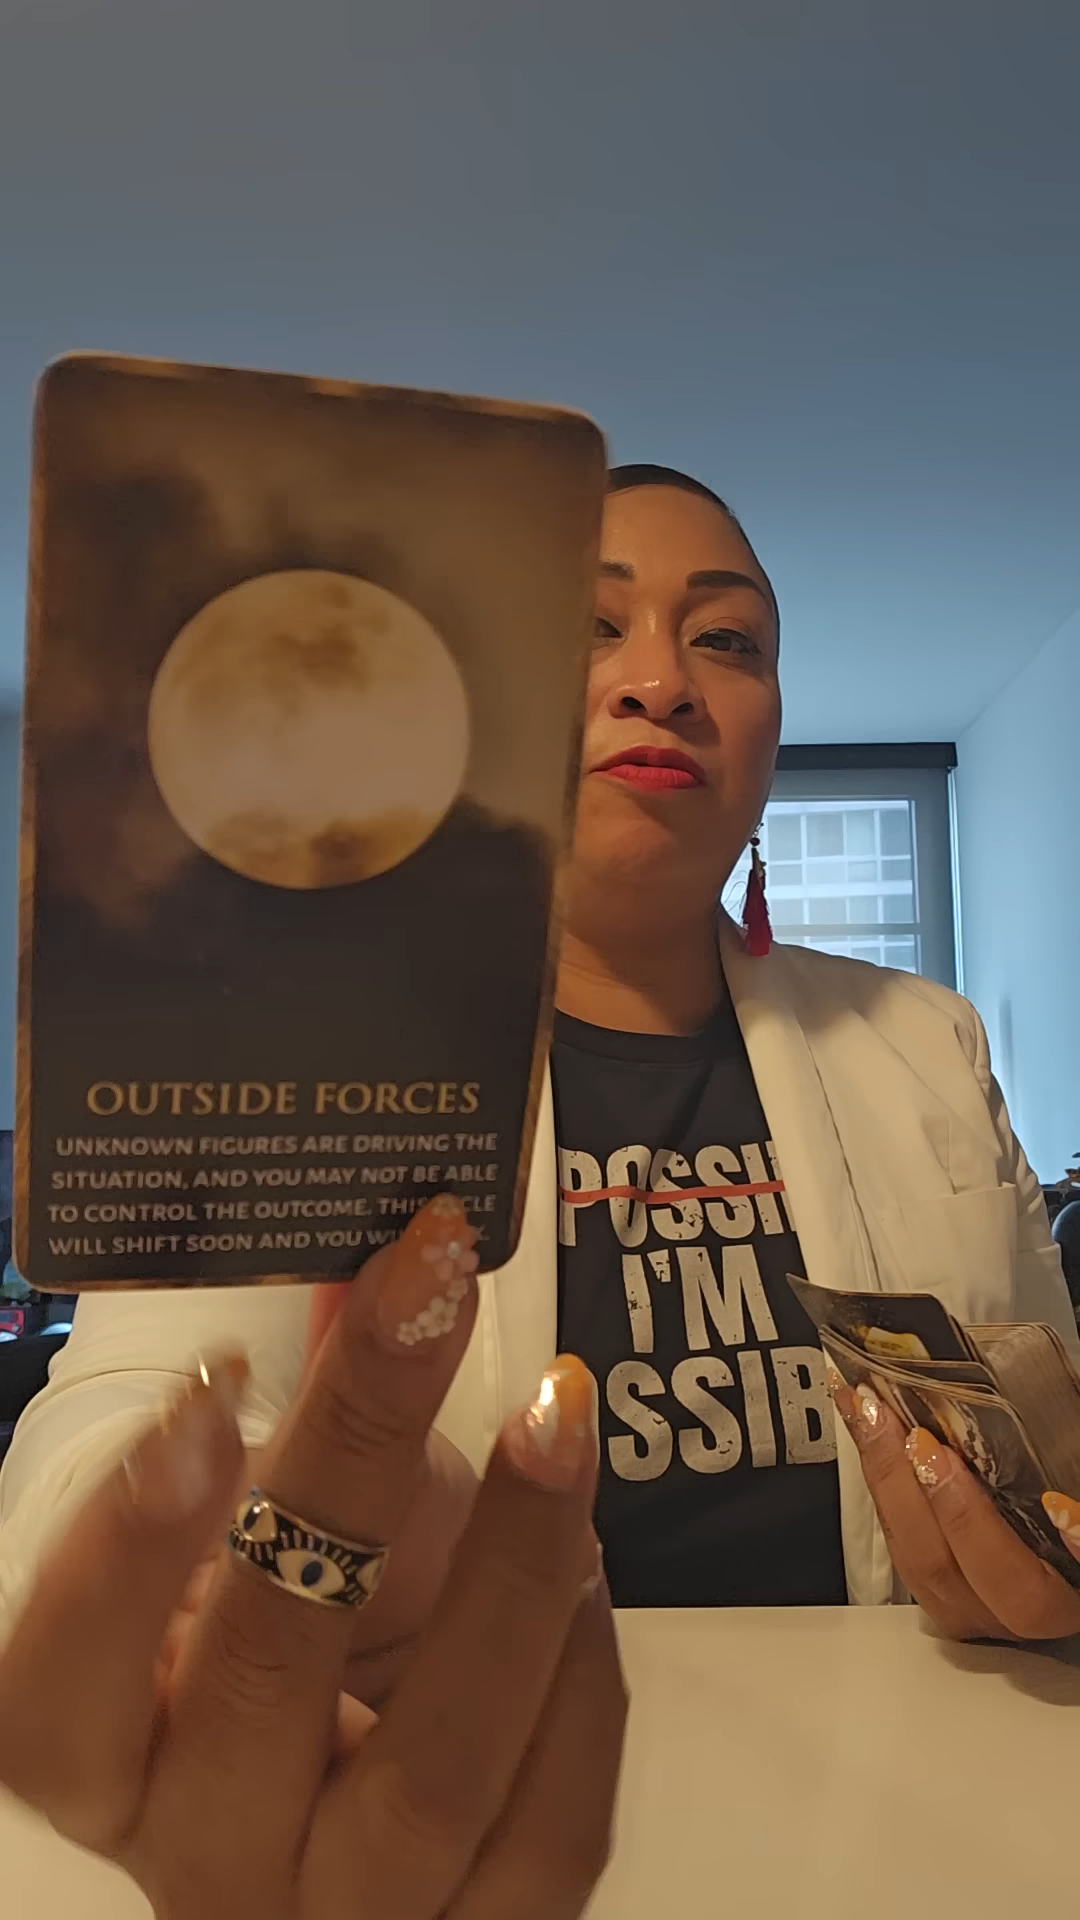 OUTSIDE FORCES
UNKNOWN FIGURES ARE DRIVING THE
SITUATION, AND YOU MAY NOT BE ABLE
TO CONTROL THE OUTCOME. THIS
WILL SHIFT SOON AND YOU
POSSI
I'M
OSSIB